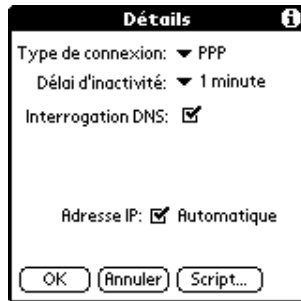 Détails
Type de connexion: PPP
Délai d'inactivité: 1 minute
Interrogation DNS:
Adresse IP: Automatique
OK Annuler Script...